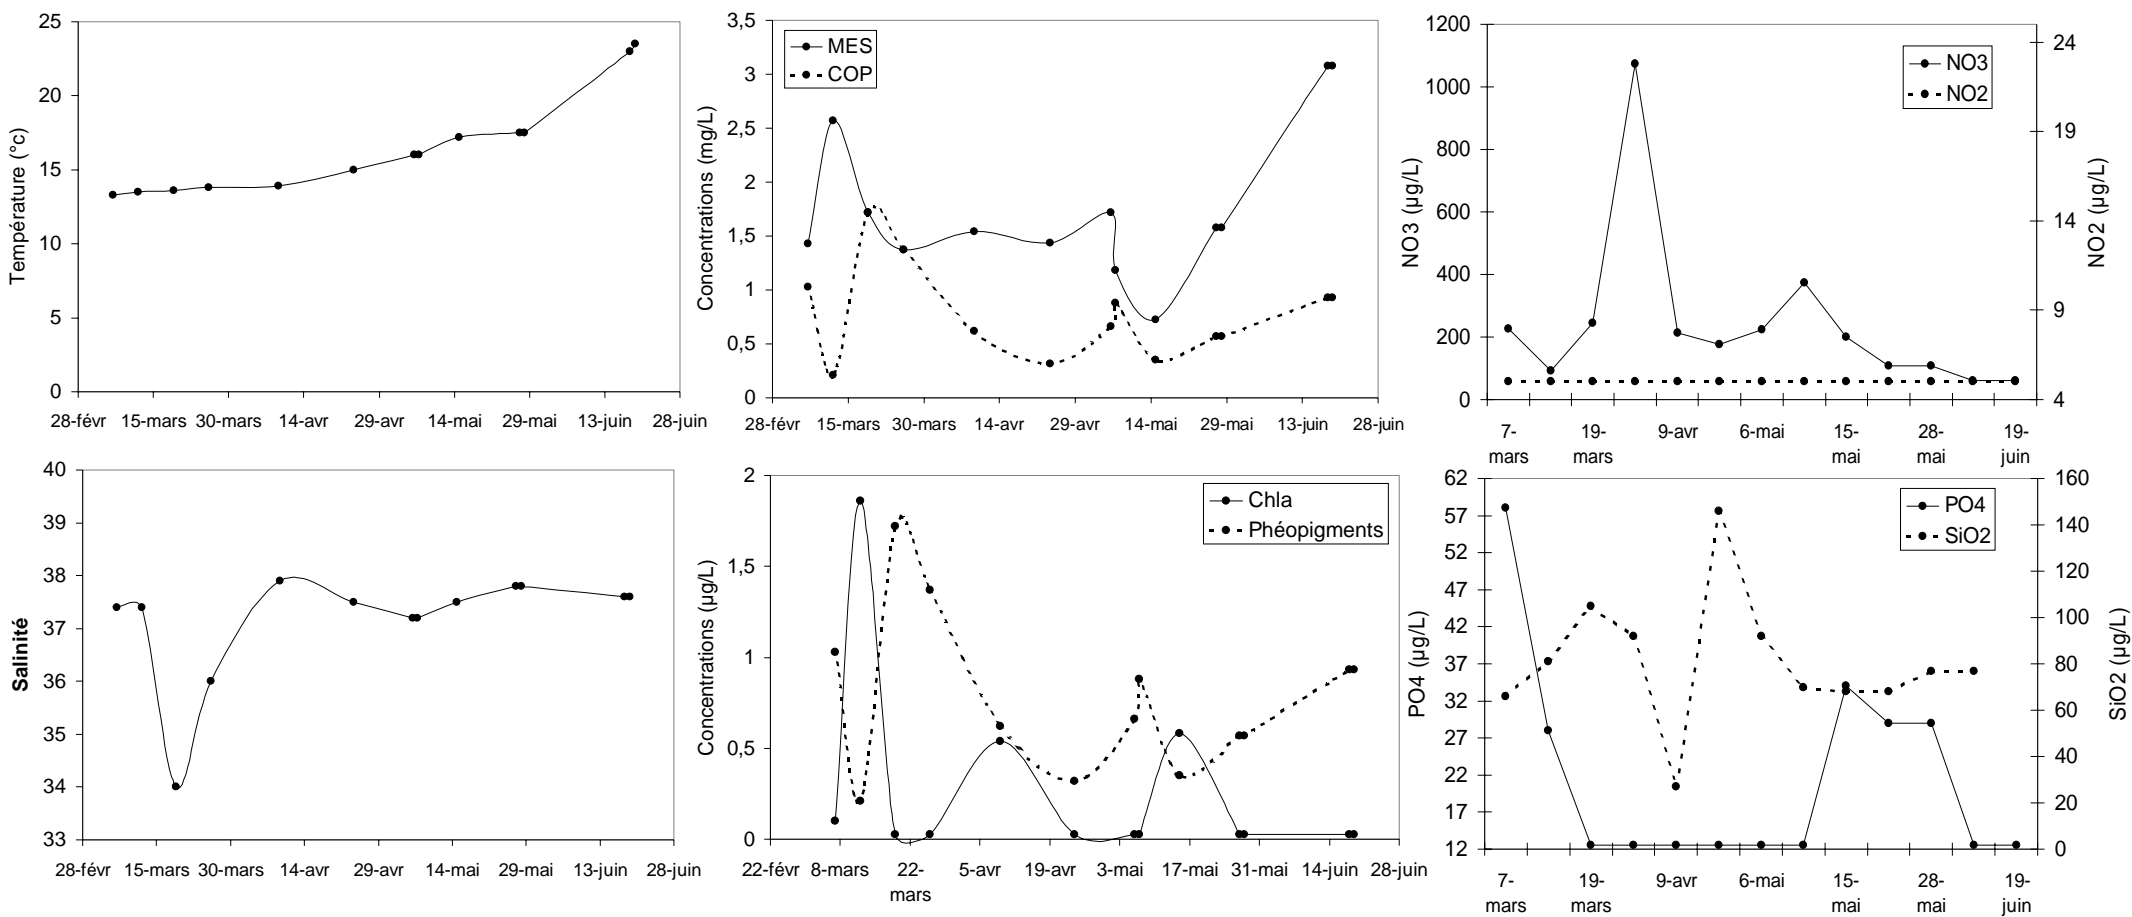 25
20
15
10
5
0
Température (°c)
28-févr 15-mars 30-mars 14-avr 29-avr 14-mai 29-mai 13-juin 28-juin
3,5
3
2,5
2
1,5
1
0,5
0
Concentrations (mg/L)
MES
COP
28-févr 15-mars 30-mars 14-avr 29-avr 14-mai 29-mai 13-juin 28-juin
1200
1000
800
600
400
200
0
NO3 (µg/L)
NO3
NO2
24
19
14
9
4
NO2 (µg/L)
7- 19- 9-avr 6-mai 15- 28- 19-
mars mars mai mai juin
40
39
38
37
36
35
34
33
Salinité
28-févr 15-mars 30-mars 14-avr 29-avr 14-mai 29-mai 13-juin 28-juin
2
1,5
1
0,5
0
Concentrations (µg/L)
Chla
Phéopigments
22-févr 8-mars 22- 5-avr 19-avr 3-mai 17-mai 31-mai 14-juin 28-juin
mars
62
57
52
47
42
37
32
27
22
17
12
PO4 (µg/L)
PO4
SiO2
160
140
120
100
80
60
40
20
0
SiO2 (µg/L)
7- 19- 9-avr 6-mai 15- 28- 19-
mars mars mai mai juin